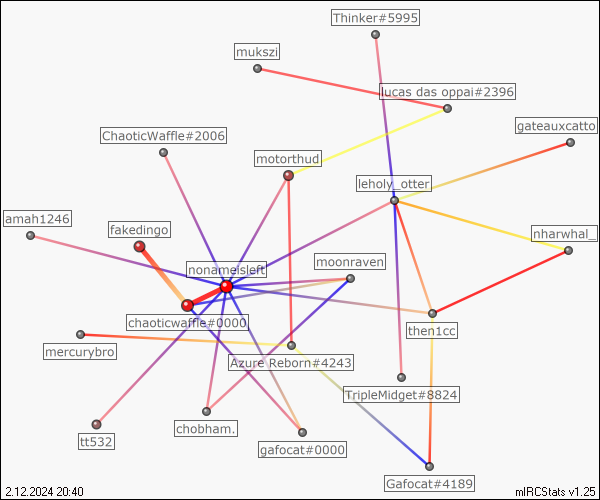 Thinker#5995
mukszi
lucas das oppai#2396
gateauxcatto
ChaoticWaffle#2006
motorthud
leholy_otter
amah1246
fakedingo
nharwhal_
nonameisleft
moonraven
chaoticwaffle#0000
then1cc
mercurybro
Azure Reborn#4243
TripleMidget#8824
chobham.
tt532
gafocat#0000
Gafocat#4189
2.12.2024 20:40
mIRCStats v1.25